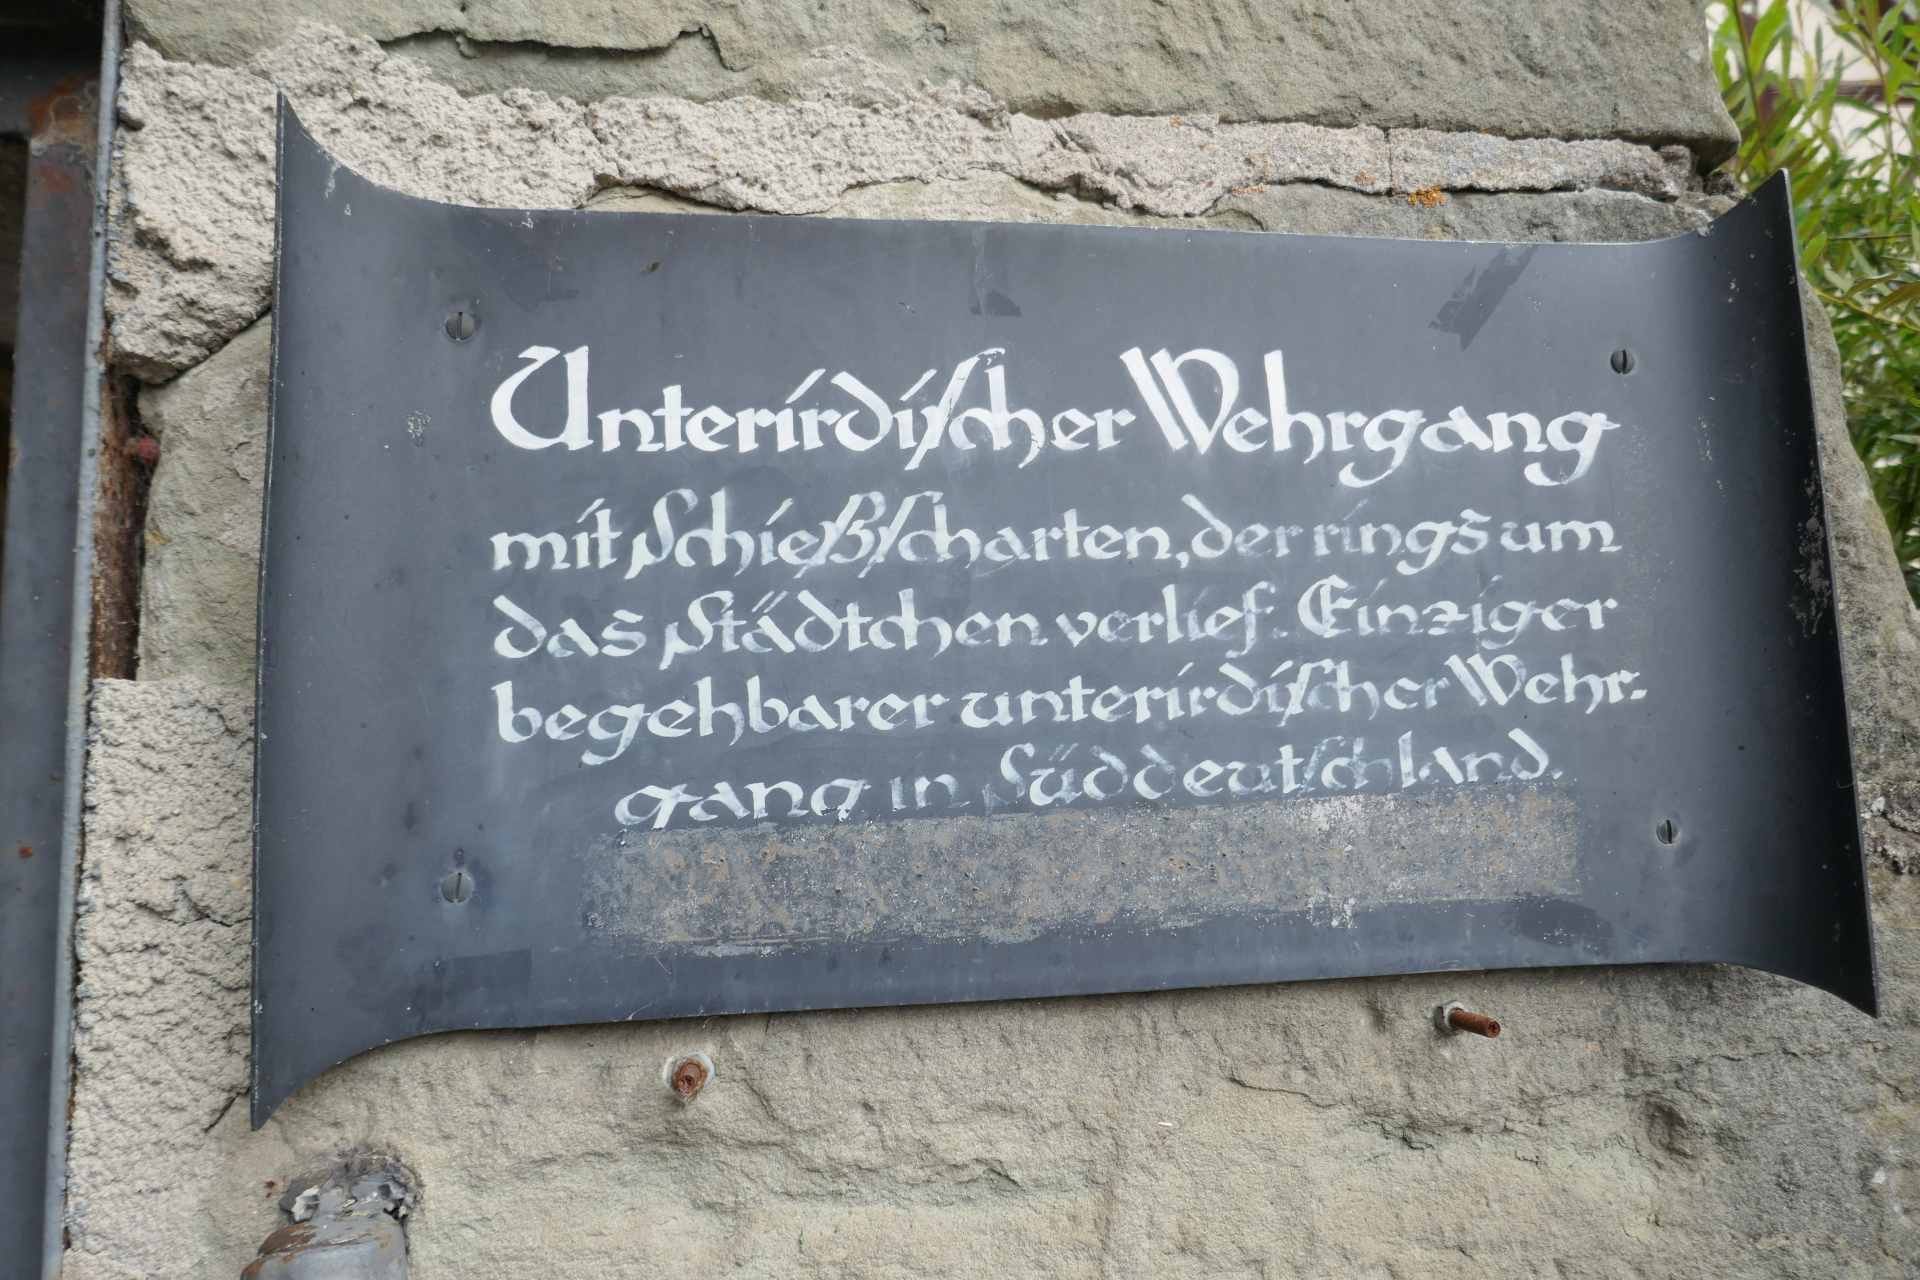 Unterirdischer Wehrgang
mit Schießscharten, der rings um
das Städtchen verlief. Einziger
begehbarer unterirdischer Wehr-
gang in Süddeutschland.